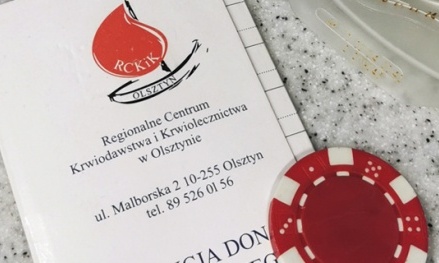 RCKiK
OLSZTYN
Regionalne Centrum
Krwiodawstwa i Krwiolecznictwa
w Olsztynie
ul. Malborska 2 10-255 Olsztyn
tel. 89 526 01 56